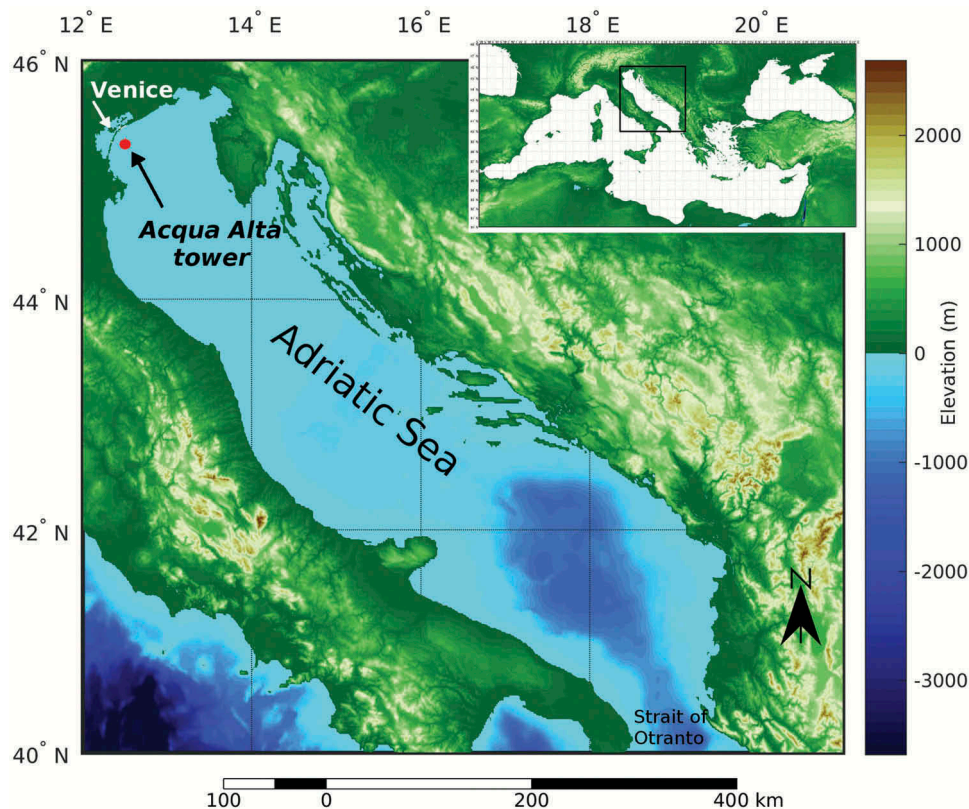 12° E
14° E
16° E
18° E
20° E
46° N
Venice
Acqua Alta
tower
44° N
Adriatic Sea
42° N
N
Strait of
Otranto
40° N
2000
1000
0
-1000
-2000
-3000
Elevation (m)
100
0
200
400 km